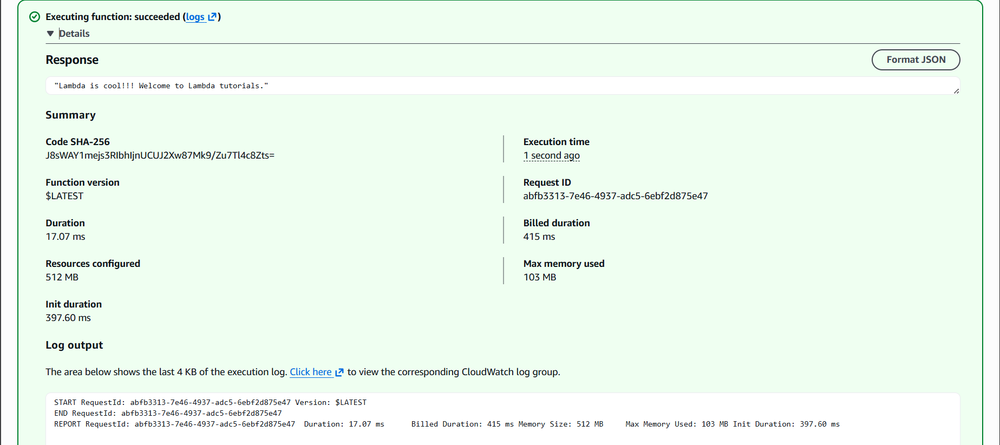 Executing function: succeeded (logs)
Details
Response
Format JSON
"Lambda is cool!!! Welcome to Lambda tutorials."
Summary
Code SHA-256
J8sWAY1mejs3RIbhIjnUCUJ2Xw87Mk9/Zu7Tl4c8Zts=
Execution time
1 second ago
Function version
$LATEST
Request ID
abfb3313-7e46-4937-adc5-6ebf2d875e47
Duration
17.07 ms
Billed duration
415 ms
Resources configured
512 MB
Max memory used
103 MB
Init duration
397.60 ms
Log output
The area below shows the last 4 KB of the execution log. Click here to view the corresponding CloudWatch log group.
START RequestId: abfb3313-7e46-4937-adc5-6ebf2d875e47 Version: $LATEST
END RequestId: abfb3313-7e46-4937-adc5-6ebf2d875e47
REPORT RequestId: abfb3313-7e46-4937-adc5-6ebf2d875e47 Duration: 17.07 ms Billed Duration: 415 ms Memory Size: 512 MB Max Memory Used: 103 MB Init Duration: 397.60 ms